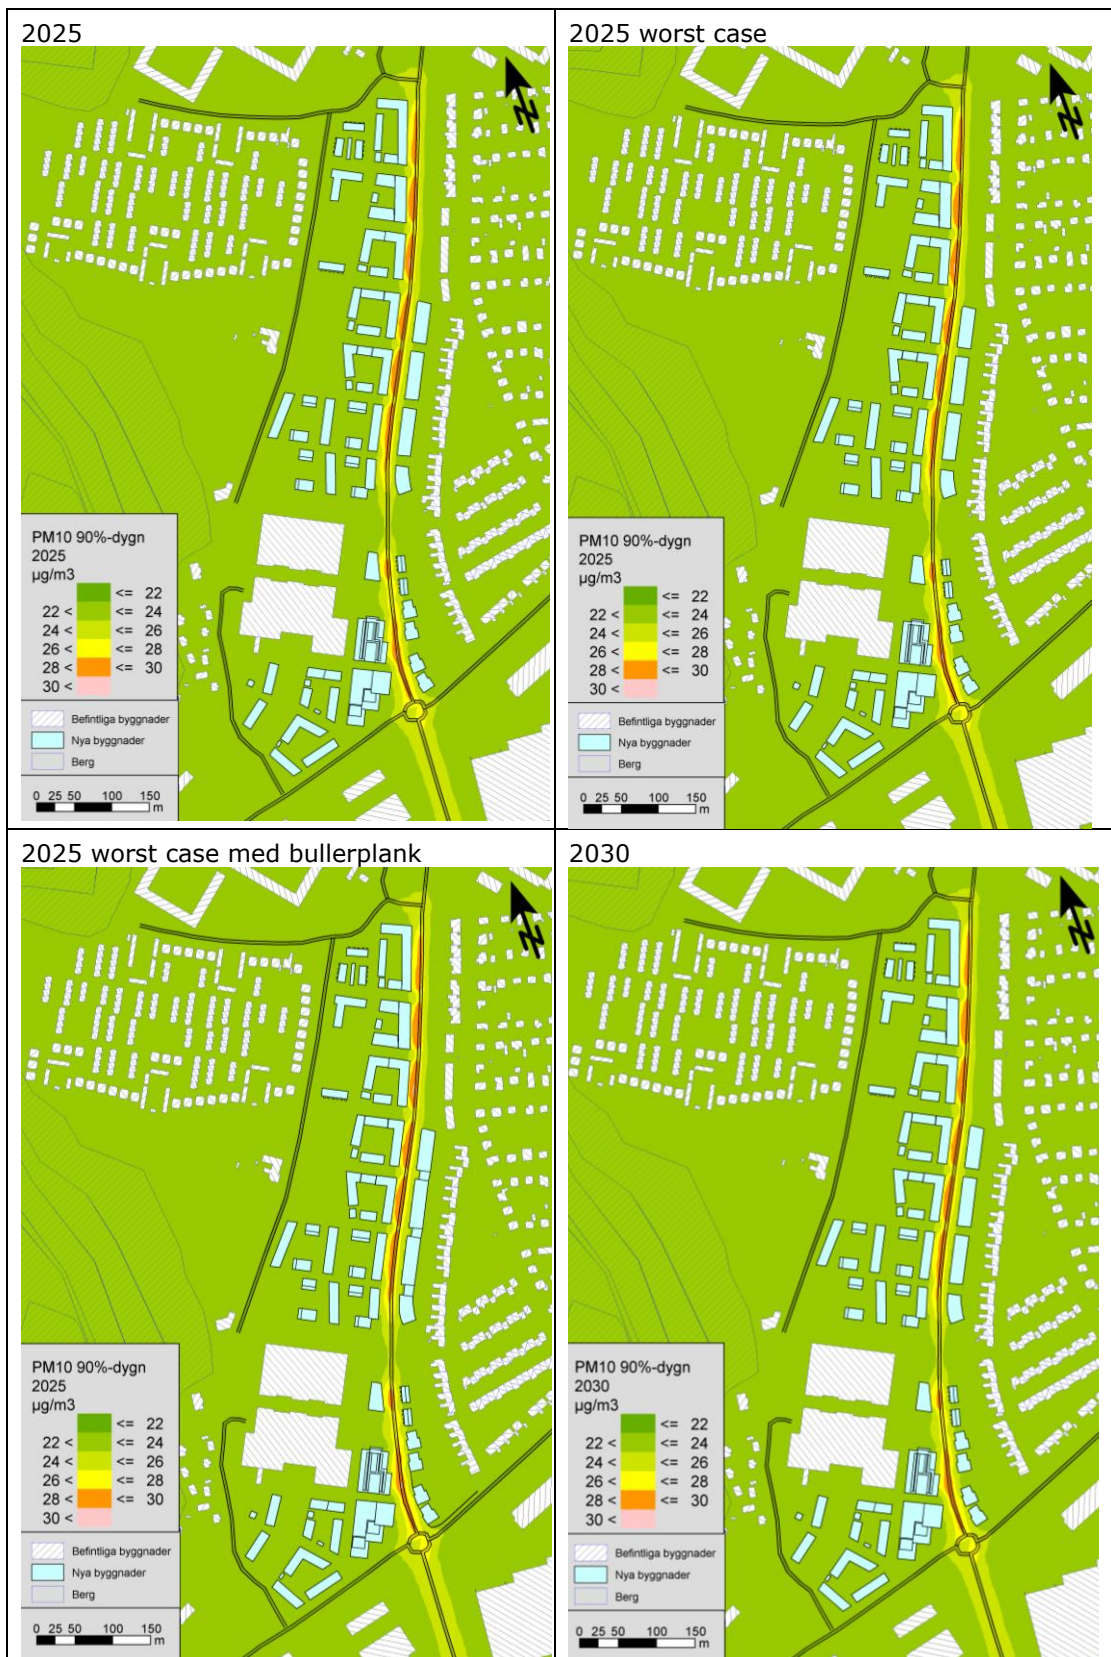 2025
N
PM10 90%-dygn
2025
µg/m3
<= 22
22 < <= 24
24 < <= 26
26 < <= 28
28 < <= 30
30 <
Befintliga byggnader
Nya byggnader
Berg
0 25 50 100 150
m
2025 worst case
N
PM10 90%-dygn
2025
µg/m3
<= 22
22 < <= 24
24 < <= 26
26 < <= 28
28 < <= 30
30 <
Befintliga byggnader
Nya byggnader
Berg
0 25 50 100 150
m
2025 worst case med bullerplank
N
PM10 90%-dygn
2025
µg/m3
<= 22
22 < <= 24
24 < <= 26
26 < <= 28
28 < <= 30
30 <
Befintliga byggnader
Nya byggnader
Berg
0 25 50 100 150
m
2030
N
PM10 90%-dygn
2030
µg/m3
<= 22
22 < <= 24
24 < <= 26
26 < <= 28
28 < <= 30
30 <
Befintliga byggnader
Nya byggnader
Berg
0 25 50 100 150
m